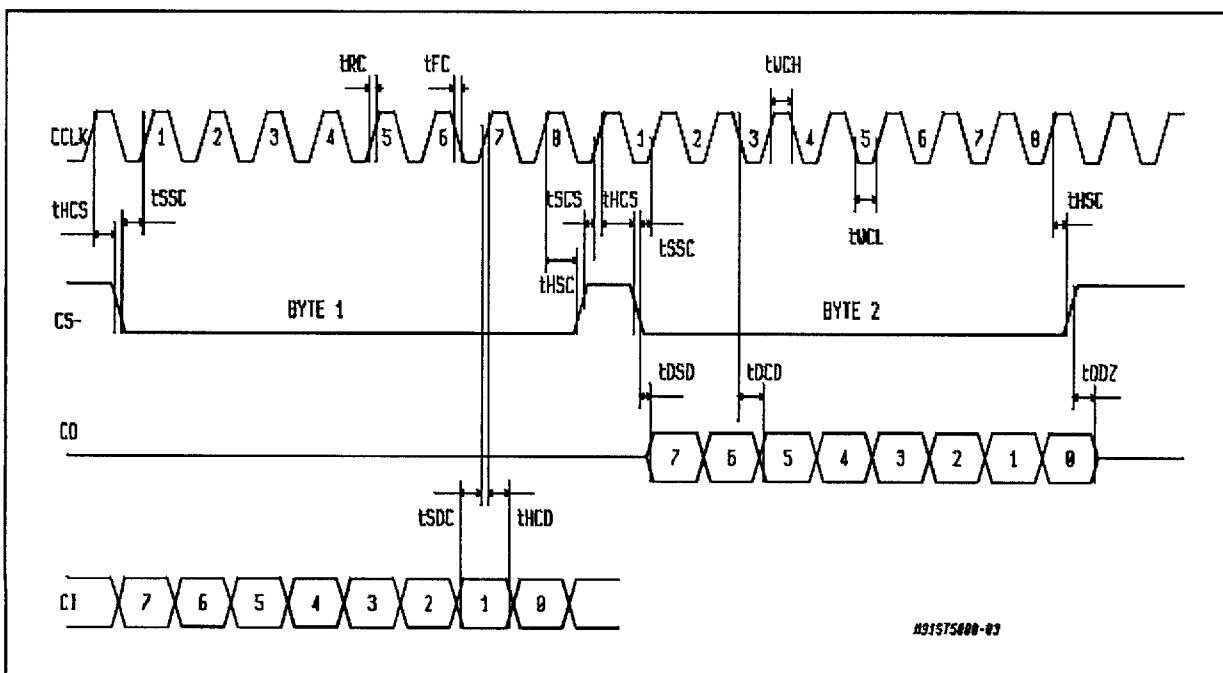 tRC tFC tWCH
CCLK 1 2 3 4 5 6 7 8 1 2 3 4 5 6 7 8
tHCS tSSC tSCS tHCS tSSC tWCL tHSC
tHSC
CS- BYTE 1 BYTE 2
tDSD tDCD tDDZ
CO 7 6 5 4 3 2 1 0
tSDC tHCD
CI 7 6 5 4 3 2 1 0